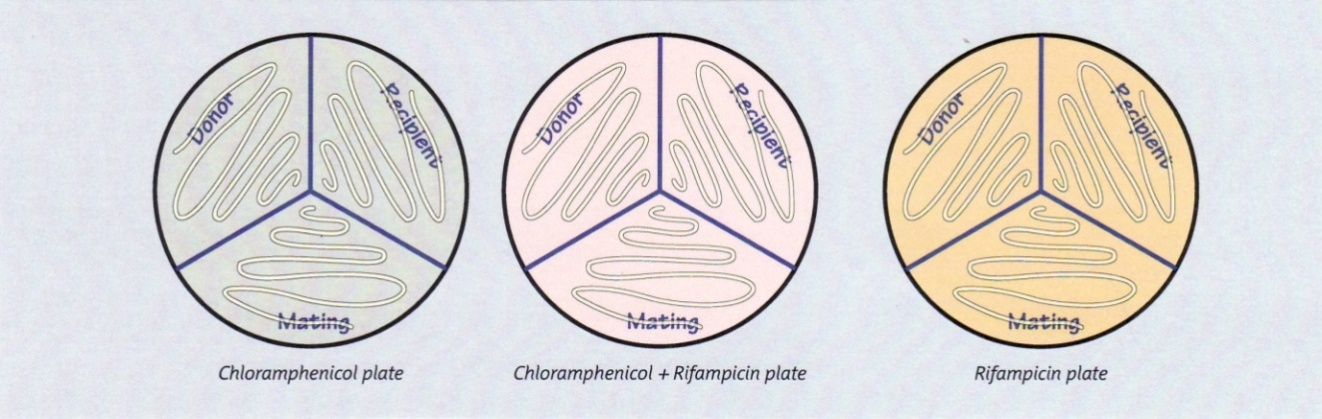 Donor
Recipient
Mating
Donor
Recipient
Mating
Donor
Recipient
Mating
Chloramphenicol plate
Chloramphenicol + Rifampicin plate
Rifampicin plate